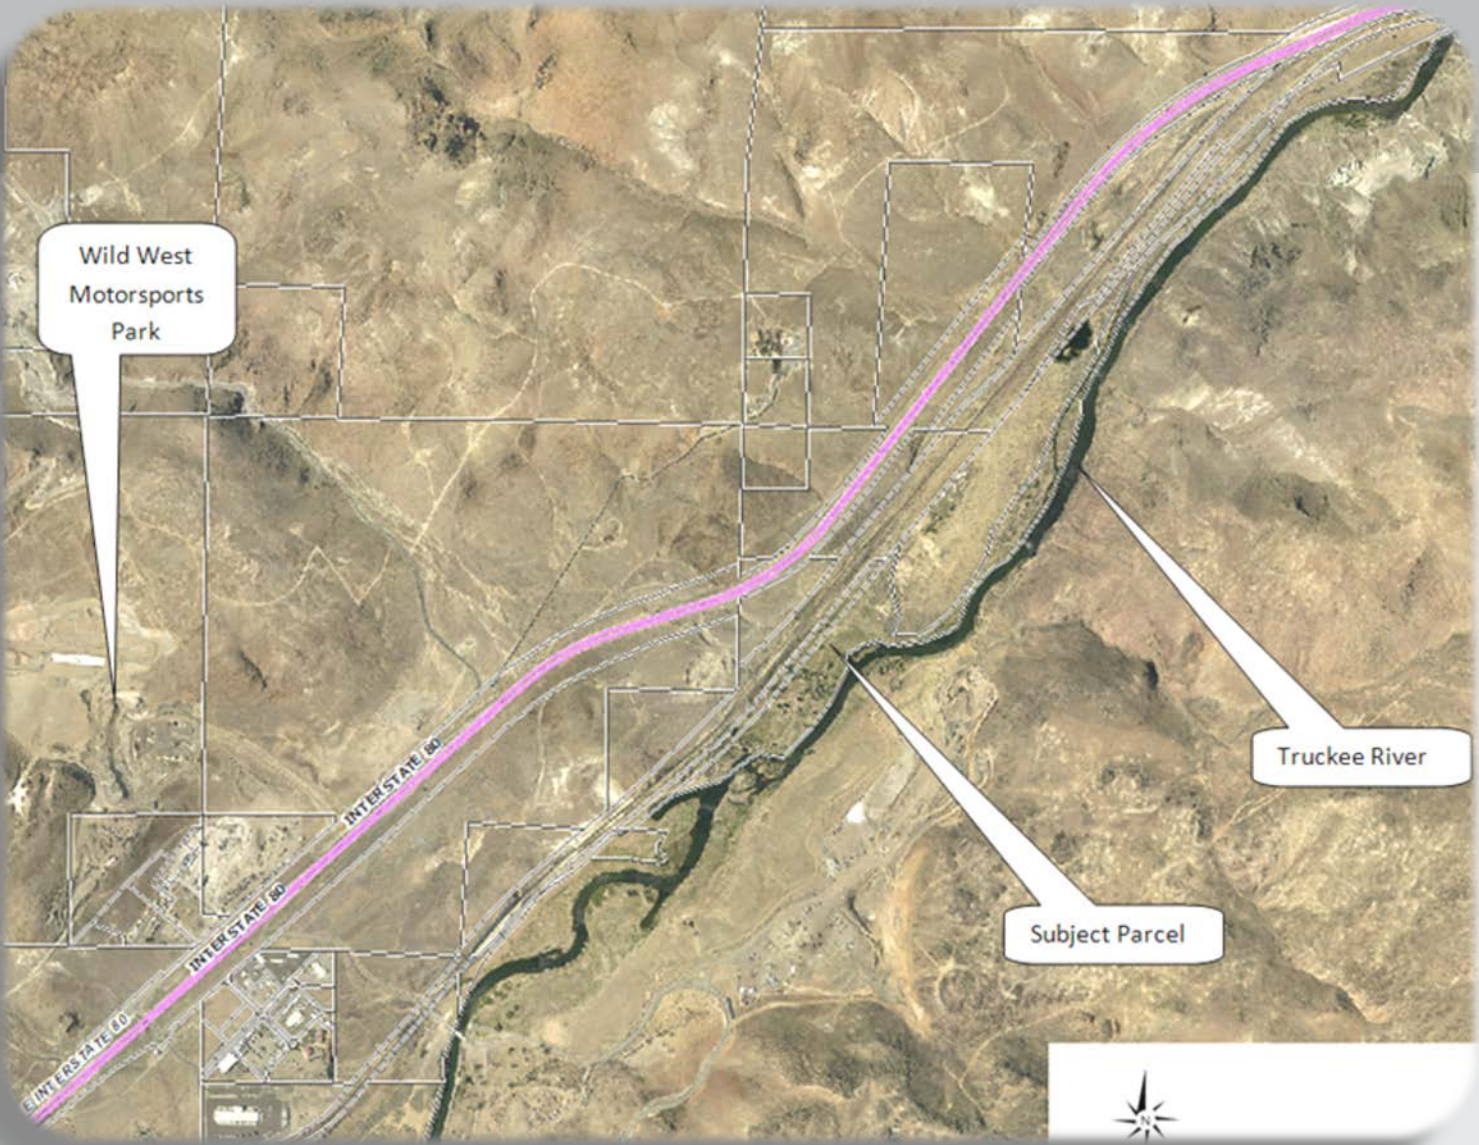 Wild West
Motorsports
Park
INTERSTATE 80
INTERSTATE 80
E INTERSTATE 80
Truckee River
Subject Parcel
N